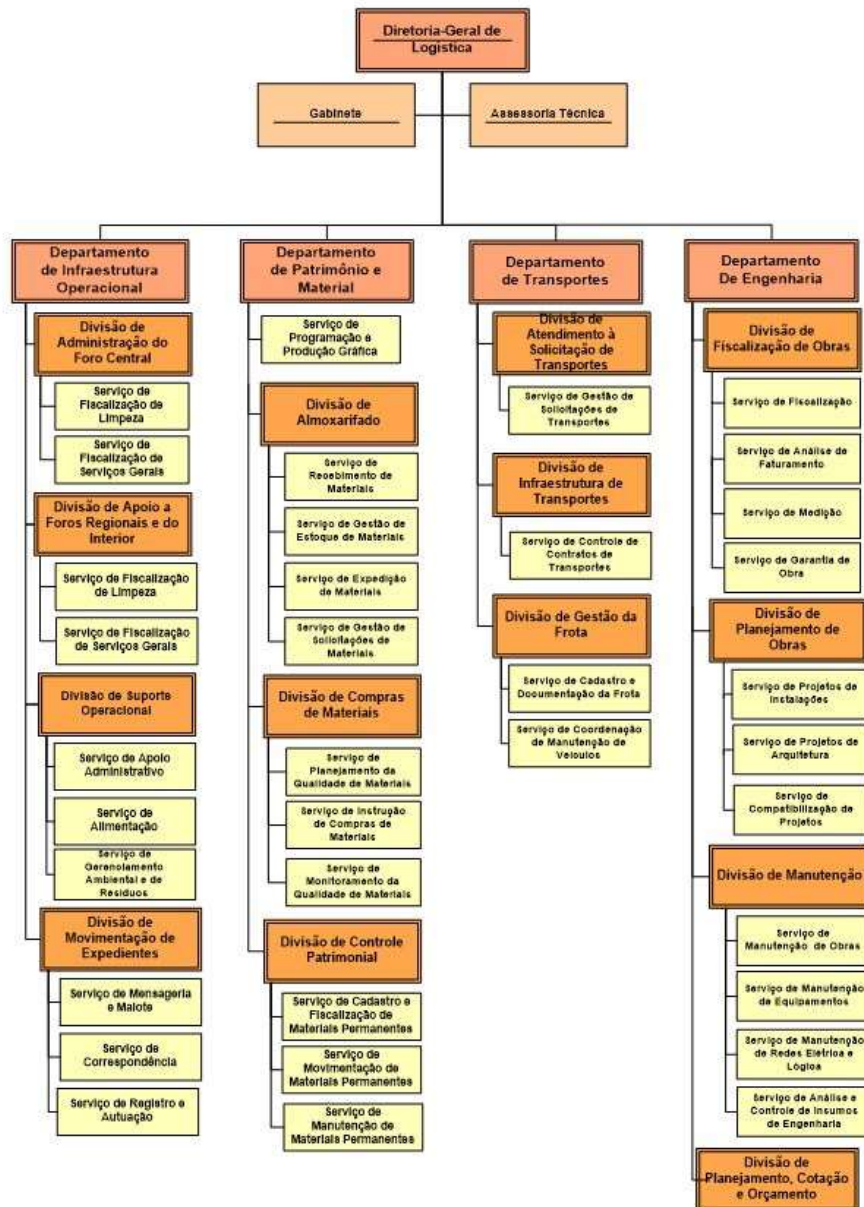 Diretoria-Geral de
Logística
Gabinete
Assessoria Técnica
Departamento
de Infraestrutura
Operacional
Divisão de
Administração do
Foro Central
Serviço de
Fiscalização de
Limpeza
Serviço de
Fiscalização de
Serviços Gerais
Divisão de Apoio a
Foros Regionais e do
Interior
Serviço de Fiscalização
de Limpeza
Serviço de Fiscalização
de Serviços Gerais
Divisão de Suporte
Operacional
Serviço de Apoio
Administrativo
Serviço de
Alimentação
Serviço de
Gerenciamento
Ambiental e de
Resíduos
Divisão de
Movimentação de
Expedientes
Serviço de Mensageria
e Malote
Serviço de
Correspondência
Serviço de Registro e
Autuação
Departamento
de Patrimônio e
Material
Serviço de
Programação e
Produção Gráfica
Divisão de
Almoxarifado
Serviço de
Recebimento de
Materiais
Serviço de Gestão de
Estoque de Materiais
Serviço de Expedição
de Materiais
Serviço de Gestão de
Solicitações de
Materiais
Divisão de Compras
de Materiais
Serviço de
Planejamento da
Qualidade de Materiais
Serviço de Instrução
de Compras de
Materiais
Serviço de
Monitoramento da
Qualidade de Materiais
Divisão de Controle
Patrimonial
Serviço de Cadastro e
Fiscalização de
Materiais Permanentes
Serviço de
Movimentação de
Materiais Permanentes
Serviço de
Manutenção de
Materiais Permanentes
Departamento
de Transportes
Divisão de
Atendimento à
Solicitação de
Transportes
Serviço de Gestão de
Solicitações de
Transportes
Divisão de
Infraestrutura de
Transportes
Serviço de Controle de
Contratos de
Transportes
Divisão de Gestão da
Frota
Serviço de Cadastro e
Documentação da Frota
Serviço de Coordenação
de Manutenção de
Veículos
Departamento
De Engenharia
Divisão de
Fiscalização de Obras
Serviço de Fiscalização
Serviço de Análise de
Faturamento
Serviço de Medição
Serviço de Garantia de
Obra
Divisão de
Planejamento de
Obras
Serviço de Projetos de
Instalações
Serviço de Projetos de
Arquitetura
Serviço de
Compatibilização de
Projetos
Divisão de Manutenção
Serviço de
Manutenção de Obras
Serviço de Manutenção
de Equipamentos
Serviço de Manutenção
de Redes Elétrica e
Lógica
Serviço de Análise e
Controle de Insumos
de Engenharia
Divisão de
Planejamento, Cotação
e Orçamento